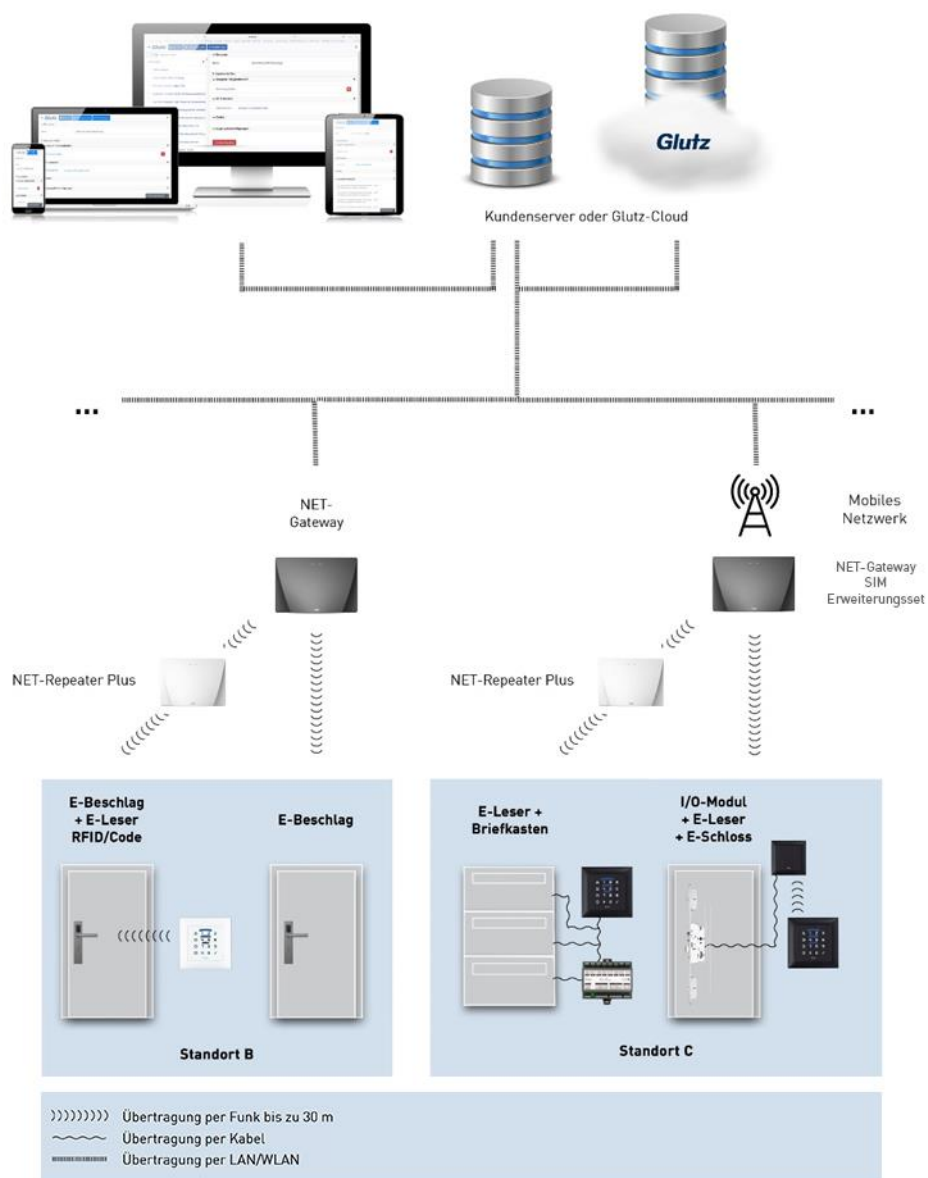 Glutz
Kundenserver oder Glutz-Cloud
...
...
NET-
Gateway
Mobiles
Netzwerk
NET-Gateway
SIM
Erweiterungsset
NET-Repeater Plus
NET-Repeater Plus
E-Beschlag
+ E-Leser
RFID/Code
E-Beschlag
E-Leser +
Briefkasten
I/O-Modul
+ E-Leser
+ E-Schloss
Standort B
Standort C
Übertragung per Funk bis zu 30 m
Übertragung per Kabel
Übertragung per LAN/WLAN